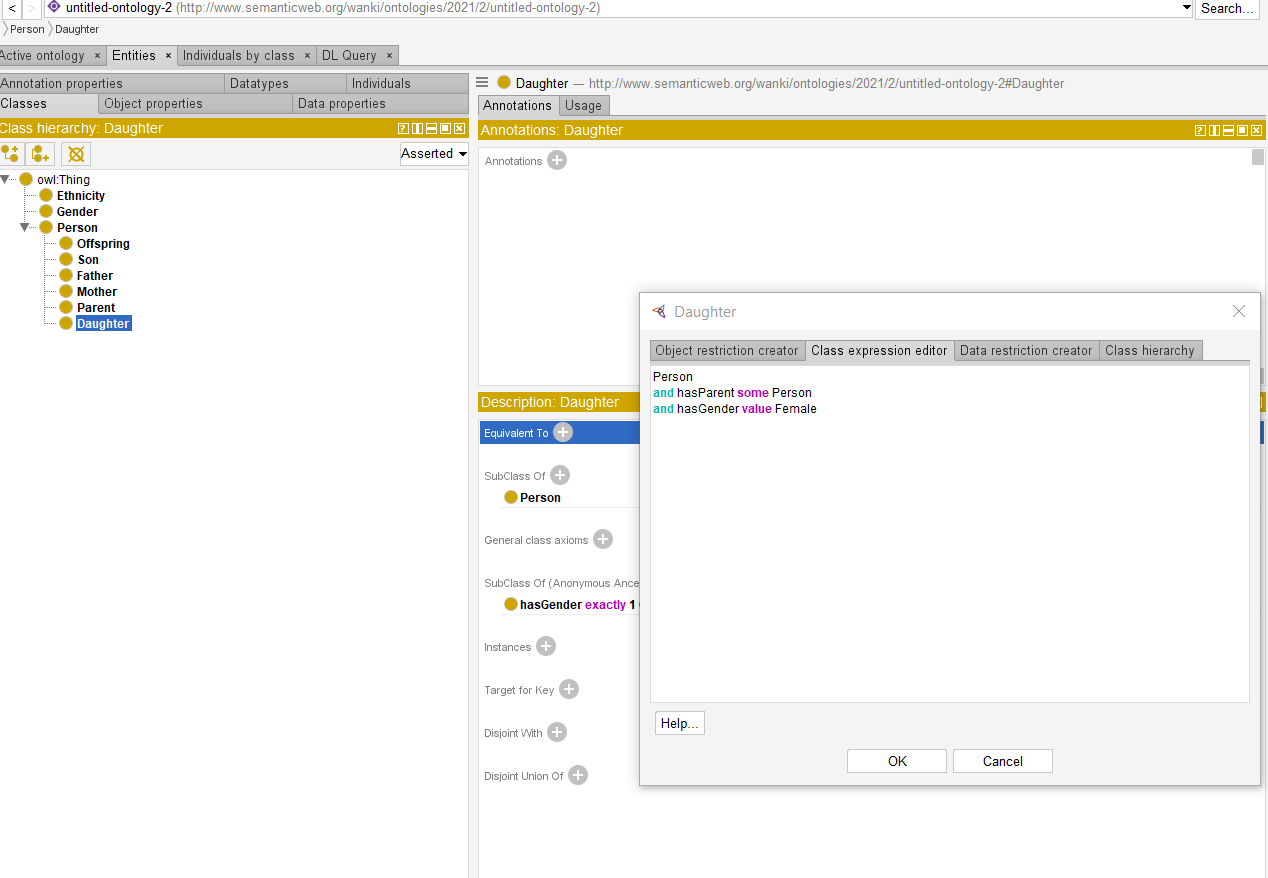 < > untitled-ontology-2 (http://www.semanticweb.org/wanki/ontologies/2021/2/untitled-ontology-2) Search...
Person Daughter
Active ontology × Entities × Individuals by class × DL Query ×
Annotation properties Datatypes Individuals
Classes Object properties Data properties
Class hierarchy: Daughter
Asserted
owl:Thing
Ethnicity
Gender
Person
Offspring
Son
Father
Mother
Parent
Daughter
Daughter — http://www.semanticweb.org/wanki/ontologies/2021/2/untitled-ontology-2#Daughter
Annotations Usage
Annotations: Daughter
Annotations
Description: Daughter
Equivalent To
SubClass Of
Person
General class axioms
SubClass Of (Anonymous Ance
hasGender exactly 1
Instances
Target for Key
Disjoint With
Disjoint Union Of
Daughter
Object restriction creator Class expression editor Data restriction creator Class hierarchy
Person
and hasParent some Person
and hasGender value Female
Help...
OK Cancel